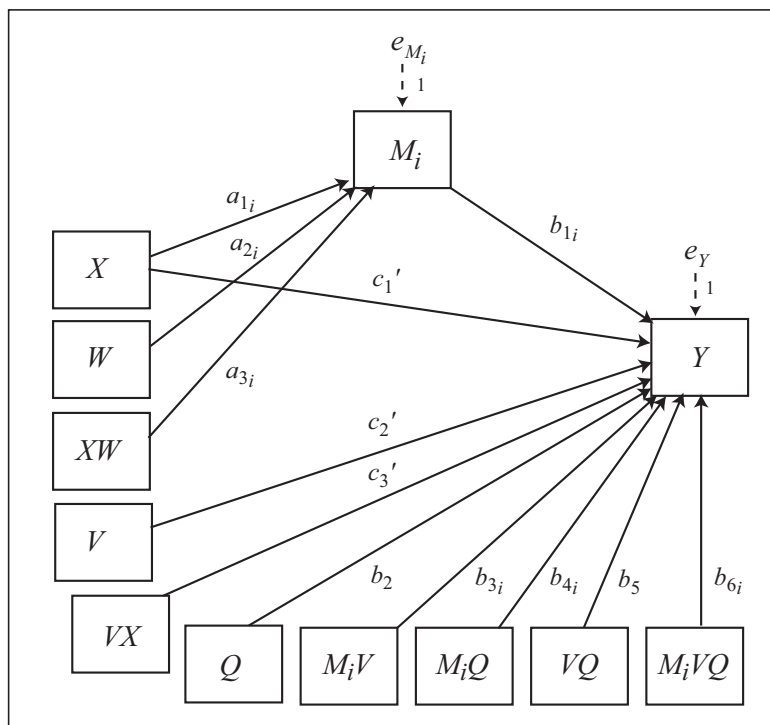 e_{M_i}
1
M_i
a_{1_i}
b_{1_i}
a_{2_i}
e_Y
X
c_1′
1
W
Y
a_{3_i}
XW
c_2′
c_3′
V
b_2
b_{3_i}
b_{4_i}
b_5
b_{6_i}
VX
Q
M_iV
M_iQ
VQ
M_iVQ